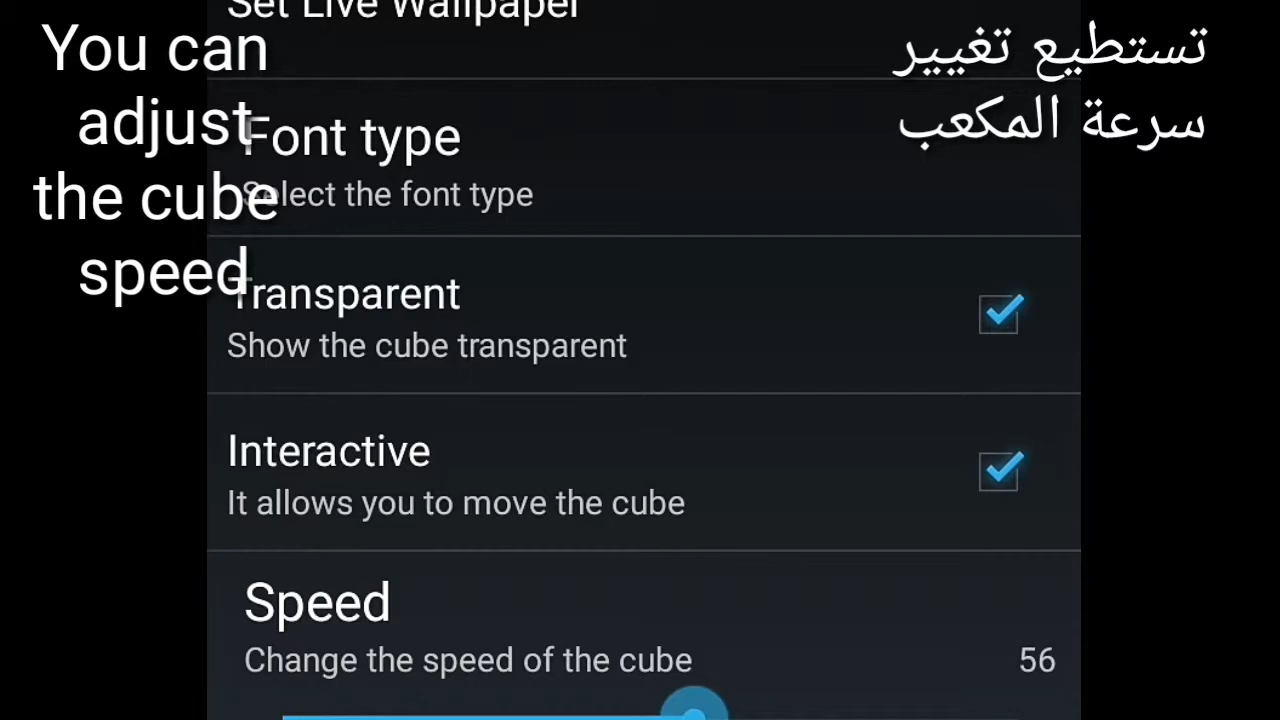 Set Live Wallpaper
You can
adjust
the cube
speed
تستطيع تغيير
سرعة المكعب
Font type
Select the font type
Transparent
Show the cube transparent
Interactive
It allows you to move the cube
Speed
Change the speed of the cube
56